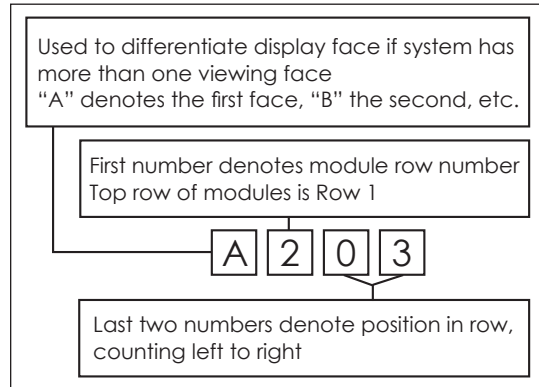 Used to differentiate display face if system has
more than one viewing face
“A” denotes the first face, “B” the second, etc.
First number denotes module row number
Top row of modules is Row 1
A 2 0 3
Last two numbers denote position in row,
counting left to right